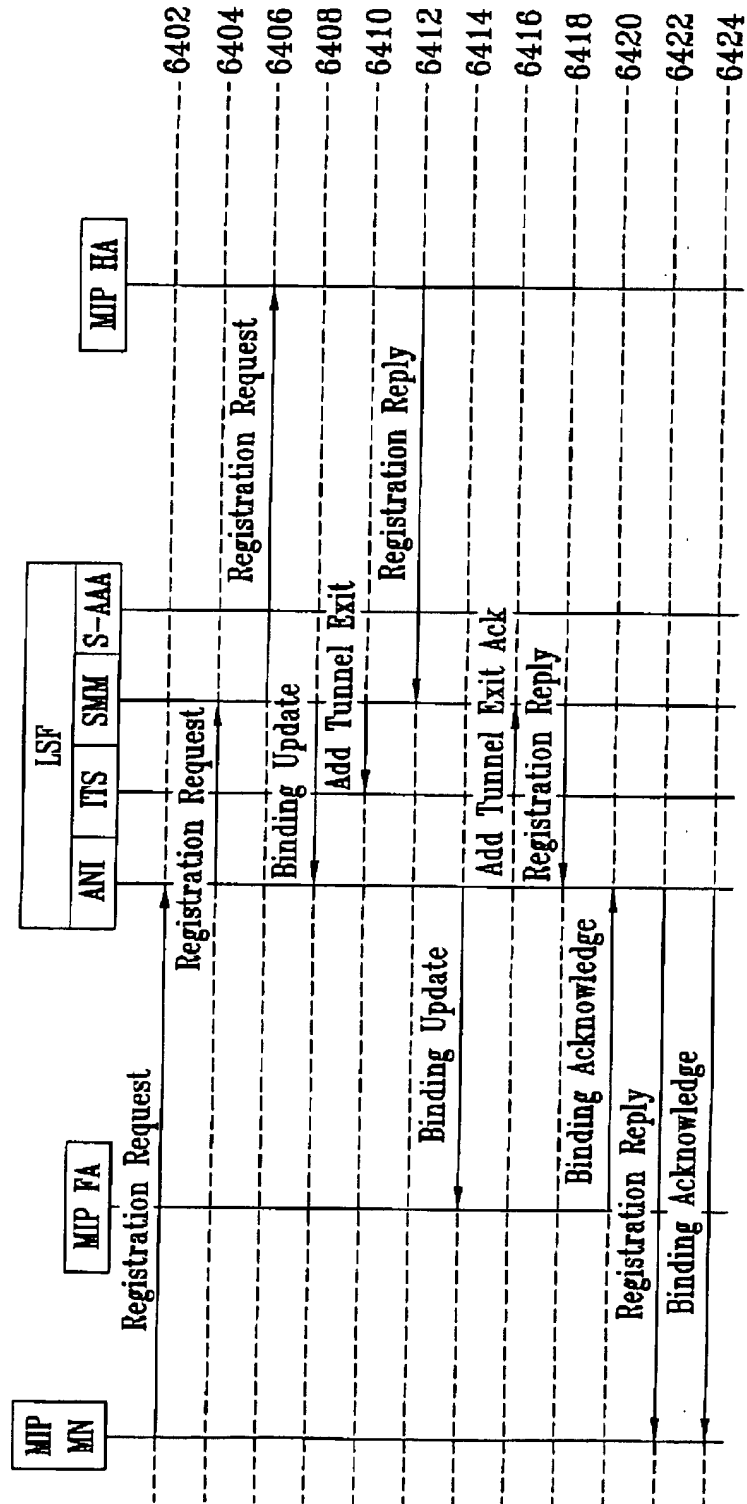 MIP
MN
MIP FA
LSF
ANI
ITS
SMM
S-AAA
MIP HA
Registration Request
6402
Registration Request
6404
Registration Request
6406
Binding Update
6408
Add Tunnel Exit
6410
Registration Reply
6412
Binding Update
6414
Add Tunnel Exit Ack
6416
Registration Reply
6418
Binding Acknowledge
6420
Registration Reply
6422
Binding Acknowledge
6424